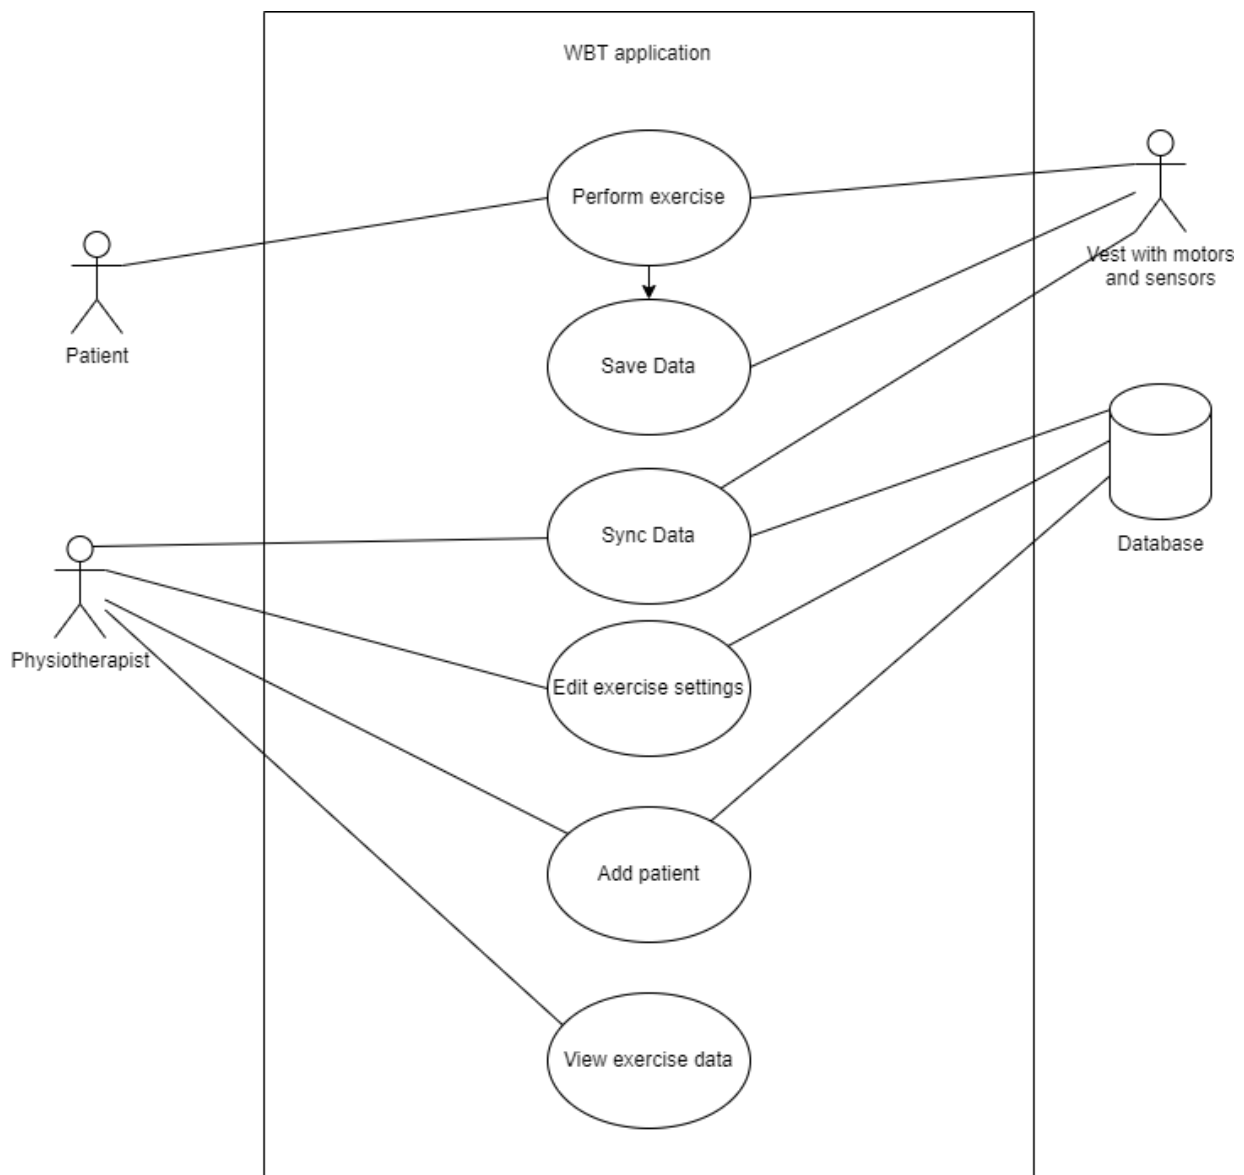 WBT application
Perform exercise
Vest with motors
and sensors
Patient
Save Data
Sync Data
Database
Physiotherapist
Edit exercise settings
Add patient
View exercise data